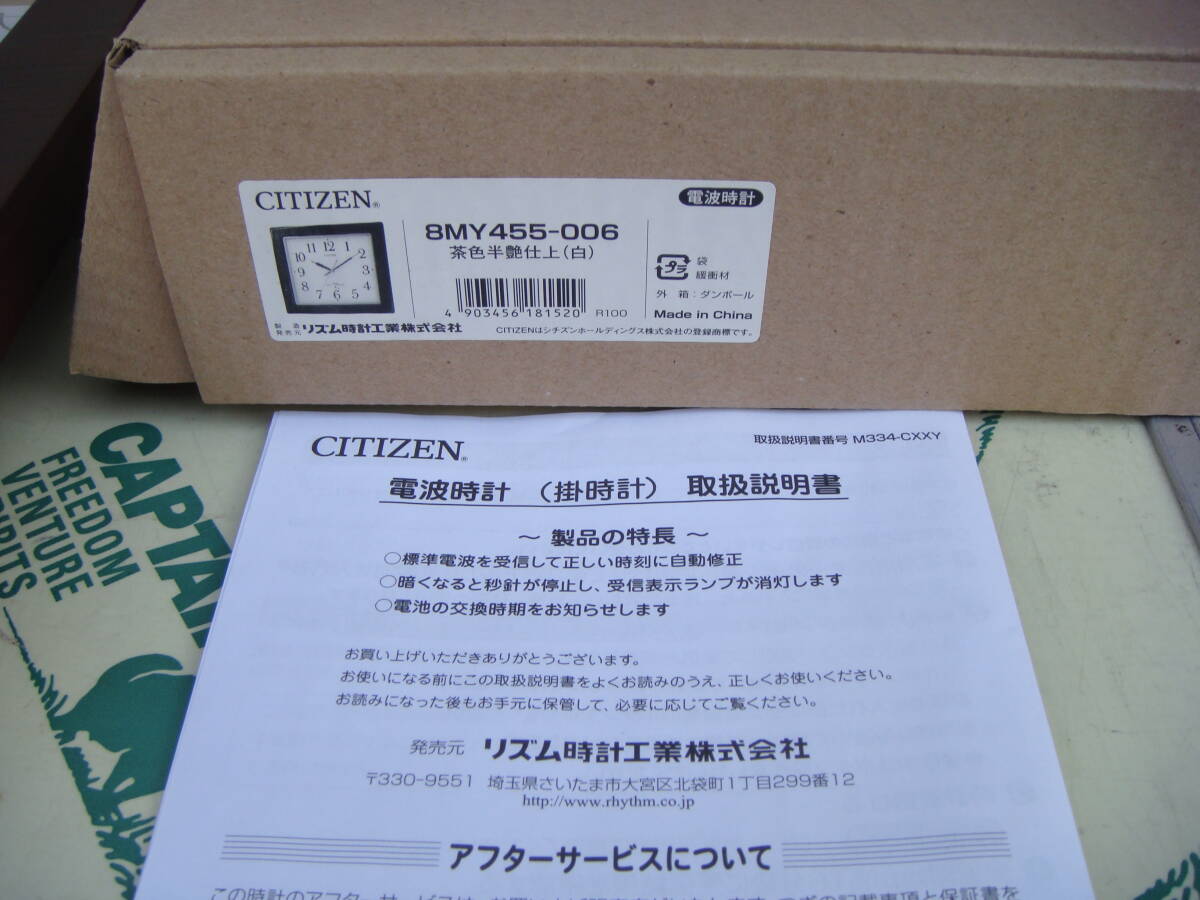 CITIZEN®
電波時計
8MY455-006
茶色半艶仕上(白)
4 903456 181520
R100
プラ
袋
緩衝材
外 箱:ダンボール
Made in China
製 造
発売元
リズム時計工業株式会社
CITIZENはシチズンホールディングス株式会社の登録商標です。
CAPTAI
FREEDOM
VENTURE
CITIZEN®
取扱説明書番号 M334-CXXY
電波時計 (掛時計) 取扱説明書
~ 製品の特長 ~
○標準電波を受信して正しい時刻に自動修正
○暗くなると秒針が停止し、受信表示ランプが消灯します
○電池の交換時期をお知らせします
お買い上げいただきありがとうございます。
お使いになる前にこの取扱説明書をよくお読みのうえ、正しくお使いください。
お読みになった後もお手元に保管して、必要に応じてご覧ください。
発売元 リズム時計工業株式会社
〒330-9551 埼玉県さいたま市大宮区北袋町1丁目299番12
http://www.rhythm.co.jp
アフターサービスについて